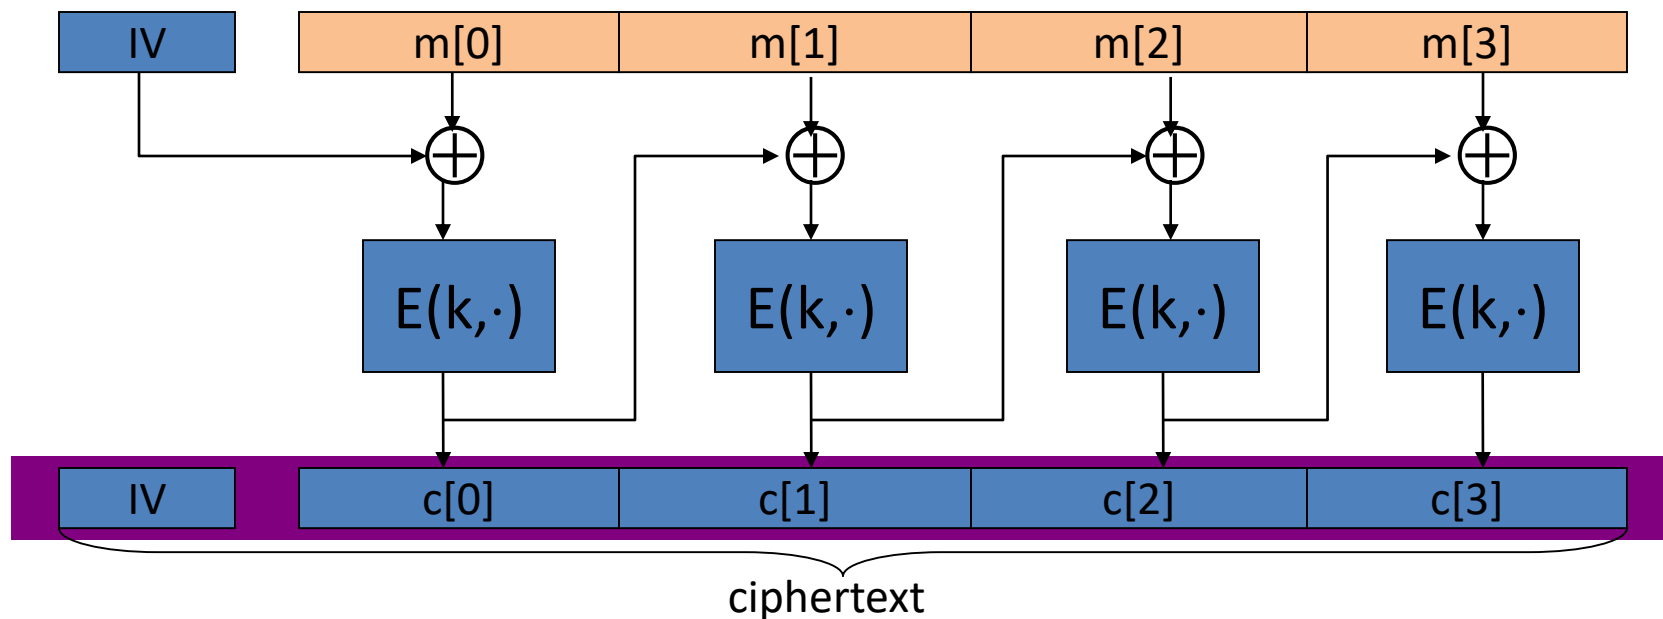 IV m[0] m[1] m[2] m[3]
E(k,·) E(k,·) E(k,·) E(k,·)
IV c[0] c[1] c[2] c[3]
ciphertext